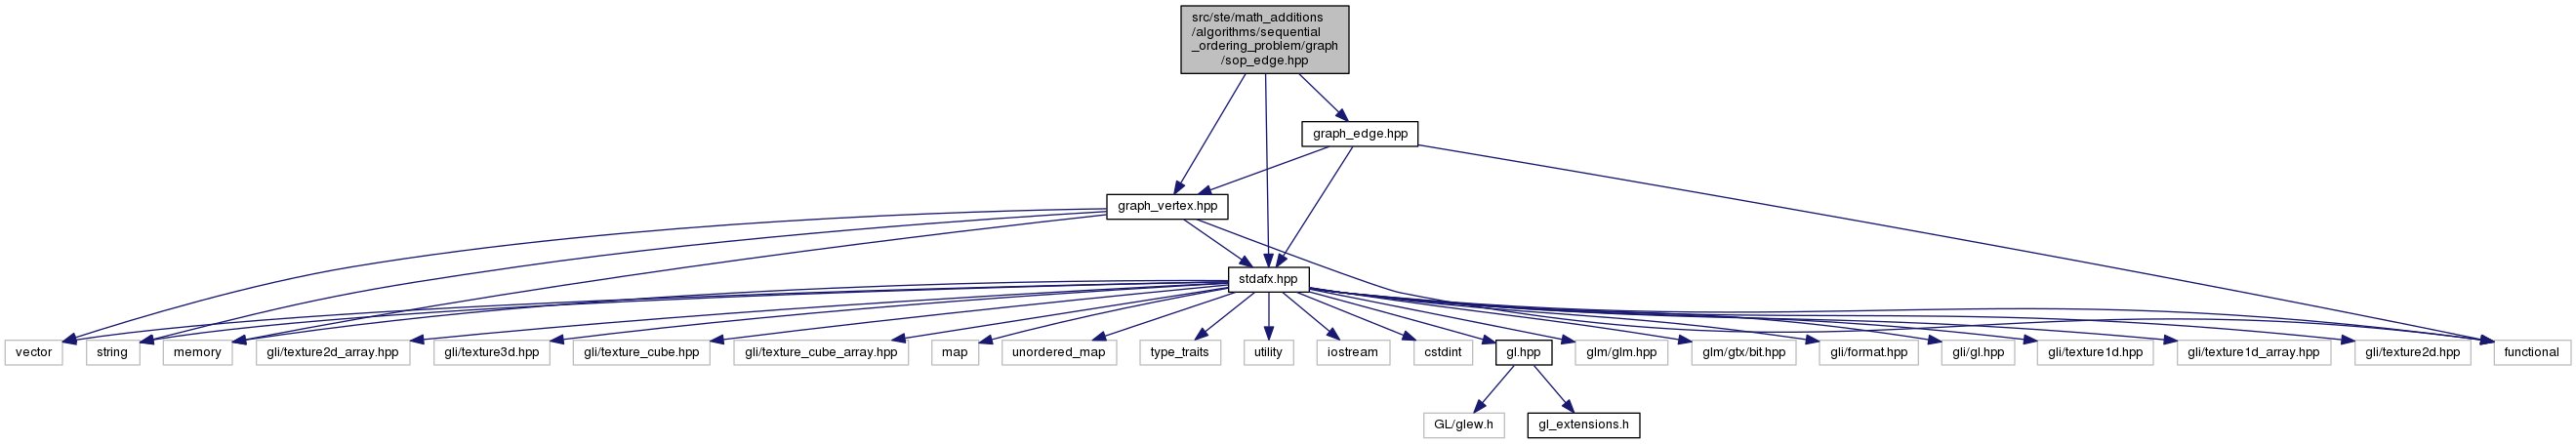 src/ste/math_additions
/algorithms/sequential
_ordering_problem/graph
/sop_edge.hpp
graph_edge.hpp
graph_vertex.hpp
stdafx.hpp
vector
string
memory
gli/texture2d_array.hpp
gli/texture3d.hpp
gli/texture_cube.hpp
gli/texture_cube_array.hpp
map
unordered_map
type_traits
utility
iostream
cstdint
gl.hpp
glm/glm.hpp
glm/gtx/bit.hpp
gli/format.hpp
gli/gl.hpp
gli/texture1d.hpp
gli/texture1d_array.hpp
gli/texture2d.hpp
functional
GL/glew.h
gl_extensions.h